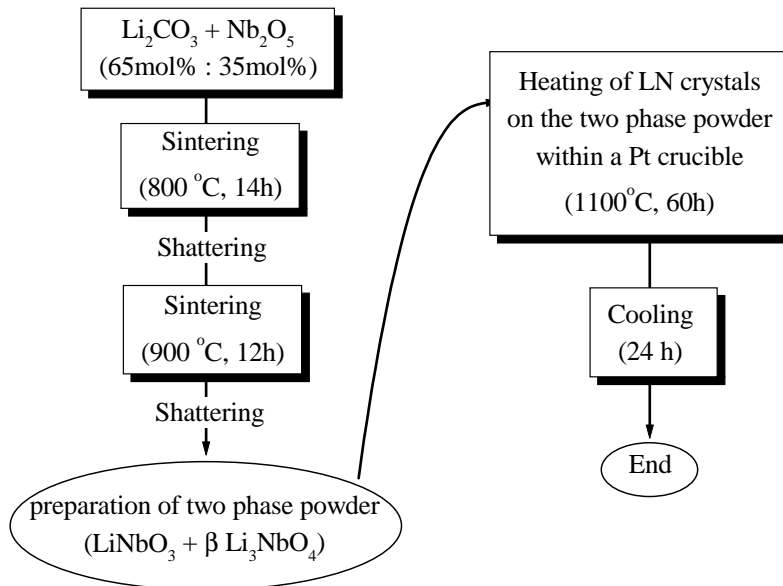 Li₂CO₃ + Nb₂O₅
(65mol% : 35mol%)
Sintering
(800 °C, 14h)
Shattering
Sintering
(900 °C, 12h)
Shattering
preparation of two phase powder
(LiNbO₃ + β Li₃NbO₄)
Heating of LN crystals
on the two phase powder
within a Pt crucible
(1100°C, 60h)
Cooling
(24 h)
End